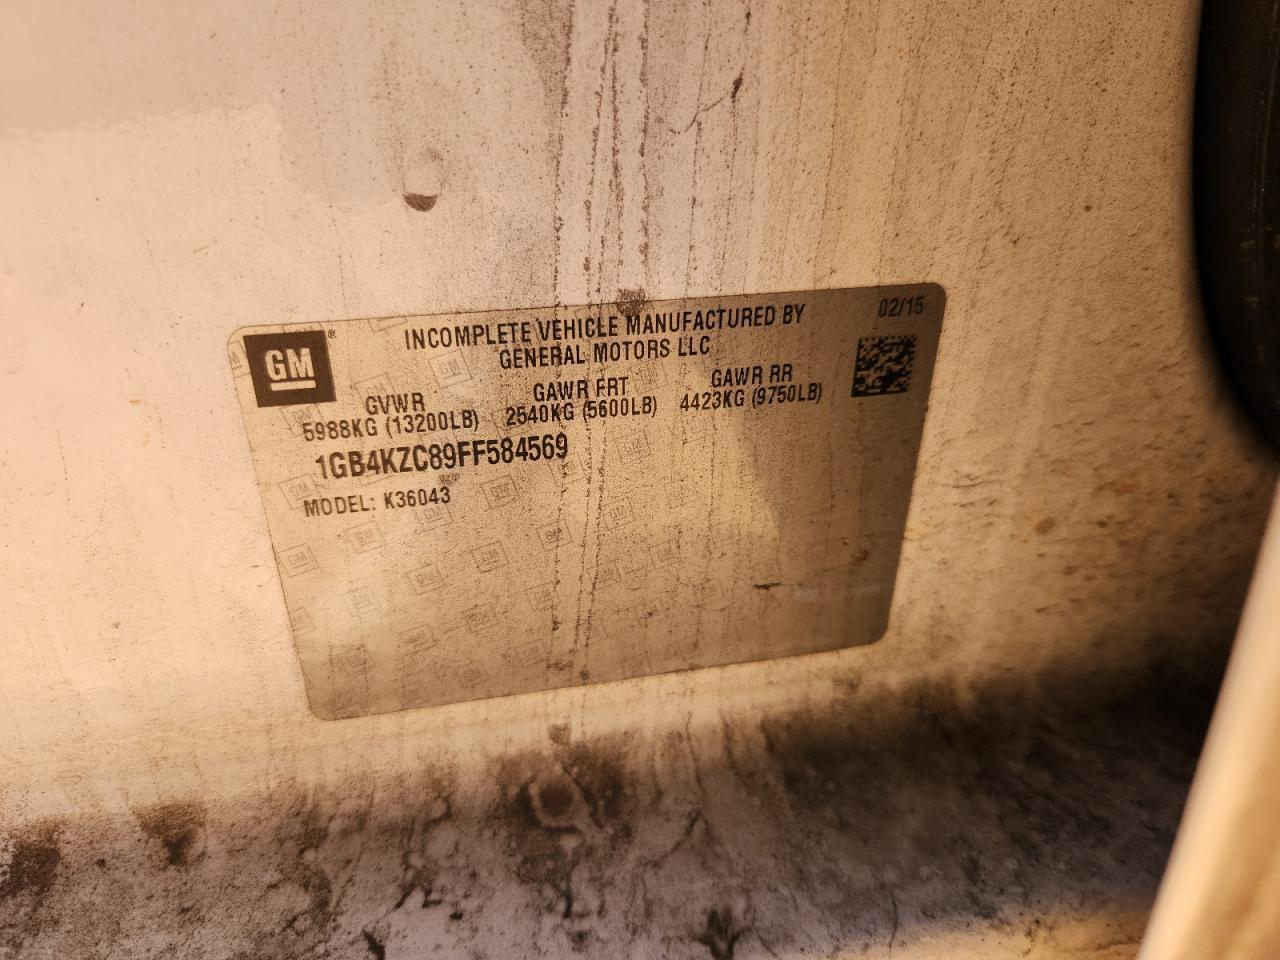 GM®
INCOMPLETE VEHICLE MANUFACTURED BY
GENERAL MOTORS LLC
02/15
GVWR GAWR FRT GAWR RR
5988KG (13200LB) 2540KG (5600LB) 4423KG (9750LB)
1GB4KZC89FF584569
MODEL: K36043